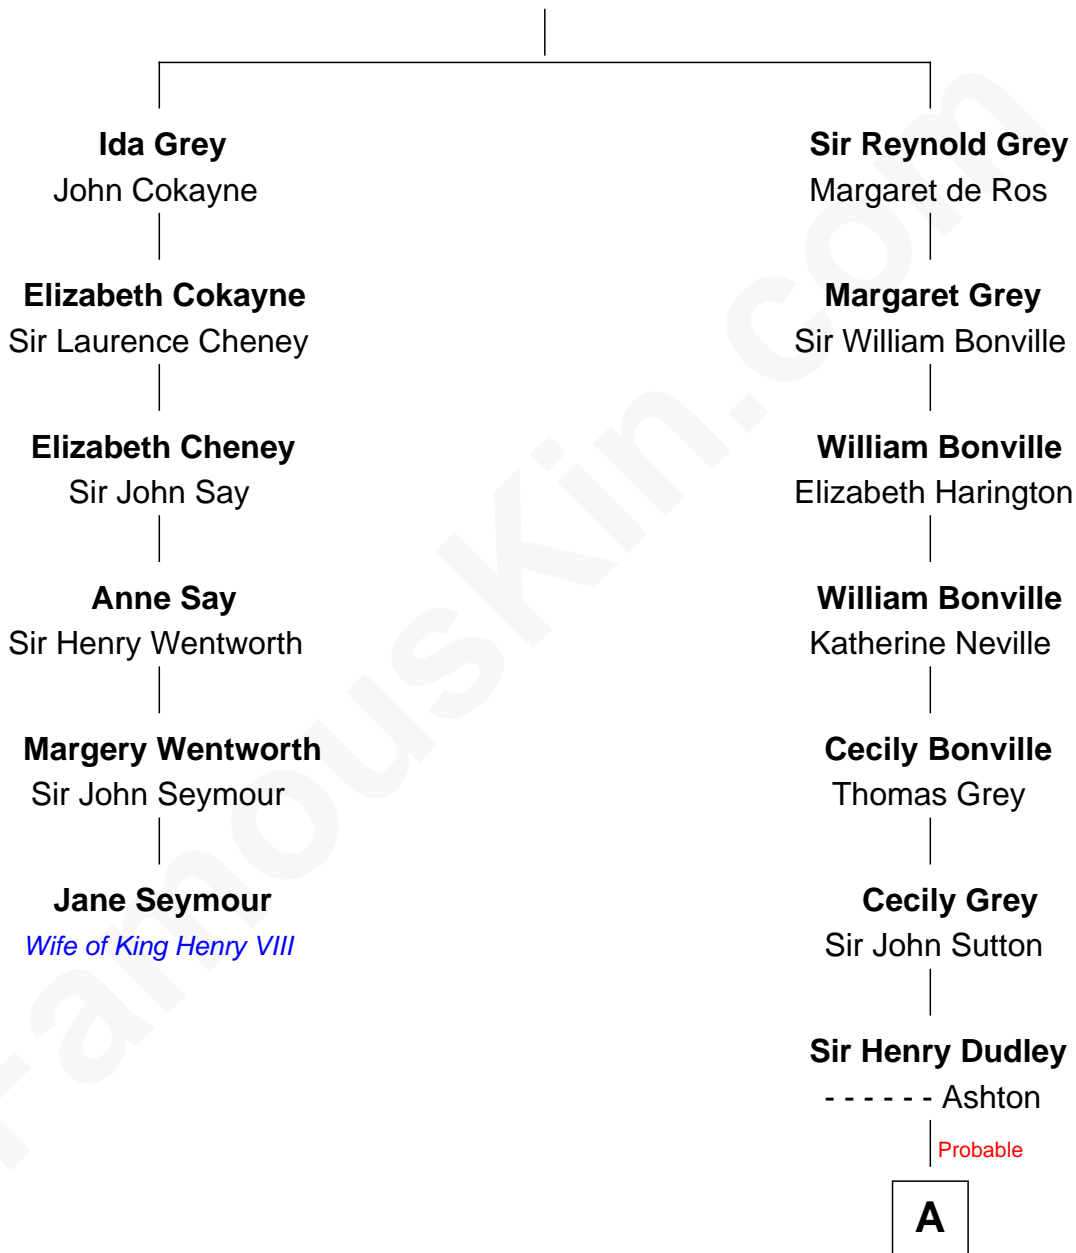 Ida Grey
John Cokayne
Elizabeth Cokayne
Sir Laurence Cheney
Elizabeth Cheney
Sir John Say
Anne Say
Sir Henry Wentworth
Margery Wentworth
Sir John Seymour
Jane Seymour
Wife of King Henry VIII
Sir Reynold Grey
Margaret de Ros
Margaret Grey
Sir William Bonville
William Bonville
Elizabeth Harington
William Bonville
Katherine Neville
Cecily Bonville
Thomas Grey
Cecily Grey
Sir John Sutton
Sir Henry Dudley
- - - - - - Ashton
Probable
A
FamousKin.com